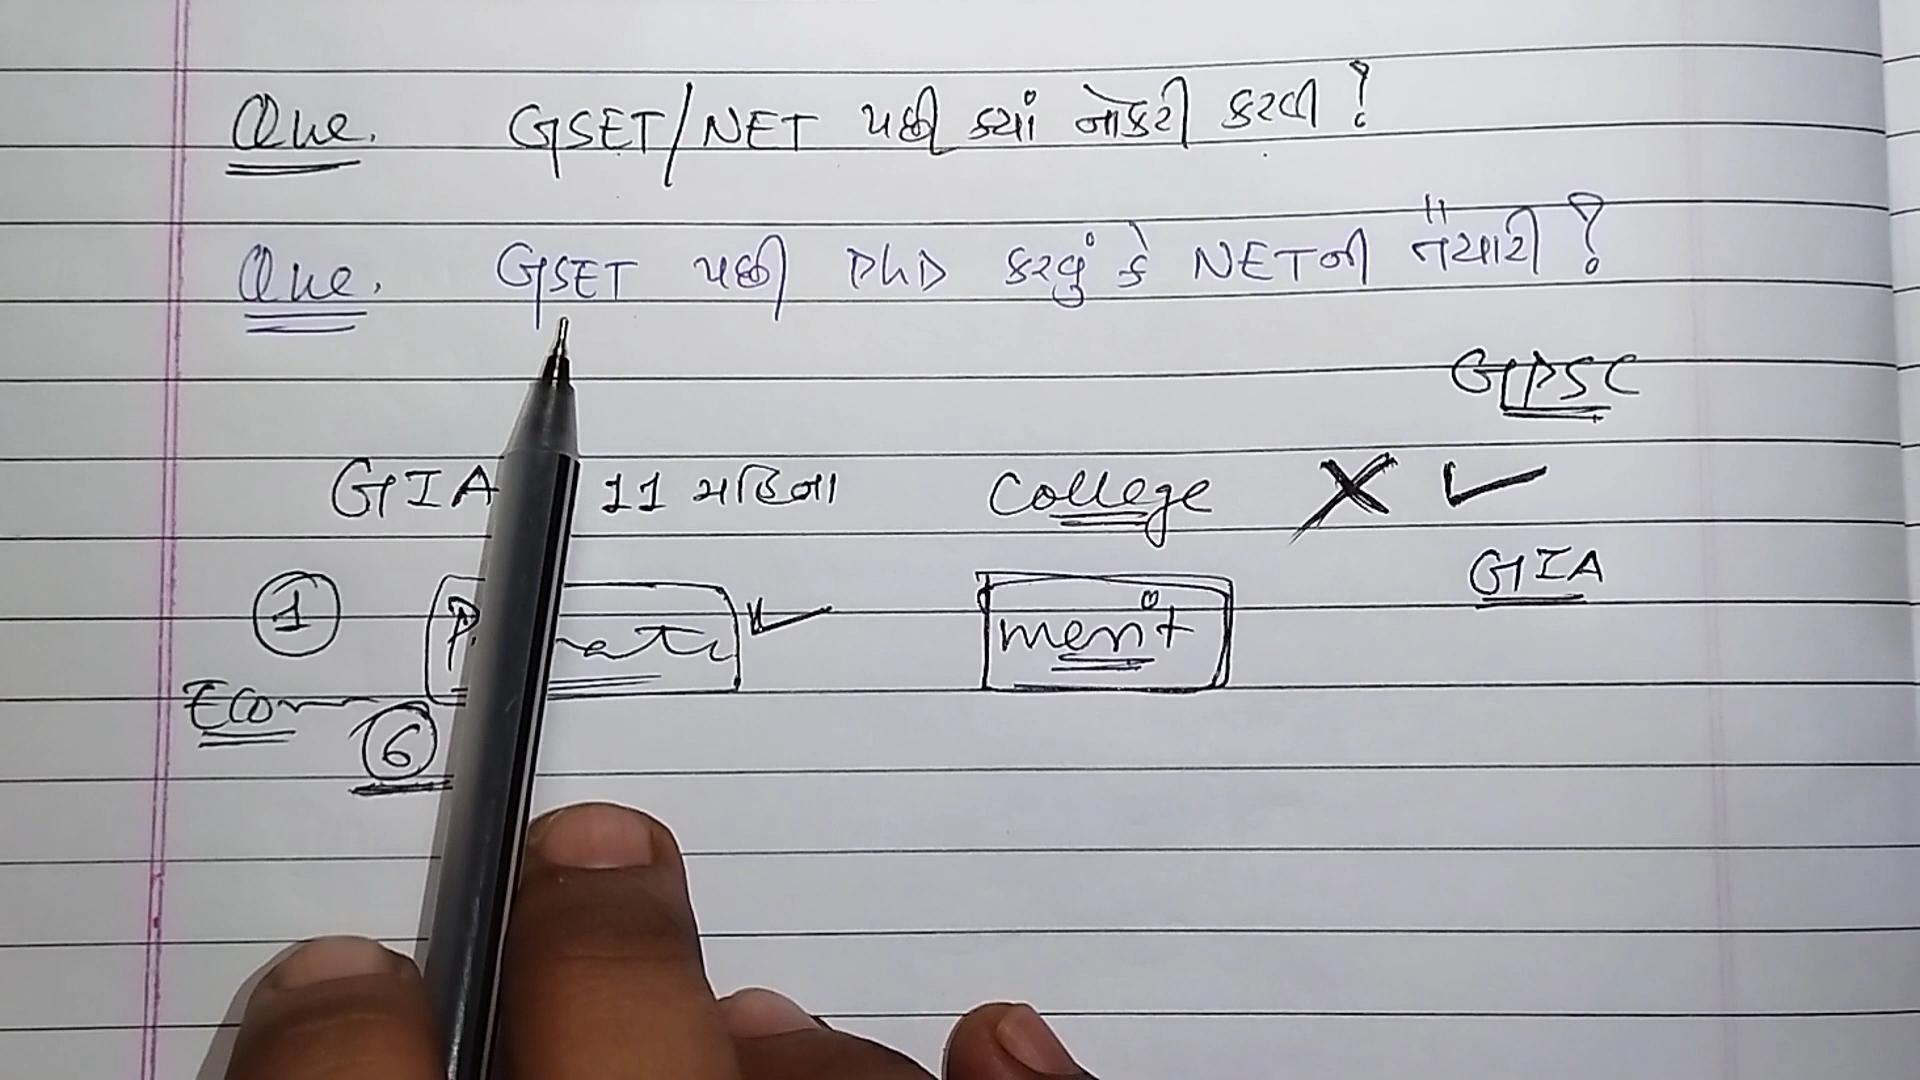 Que. GSET/NET પછી ક્યાં નોકરી કરવી?
Que. GSET પછી PhD કરવું કે NETની તૈયારી?
GPSC
GIA 11 મહિના College X ✓
GIA
① ✓ merit
Econ
⑥